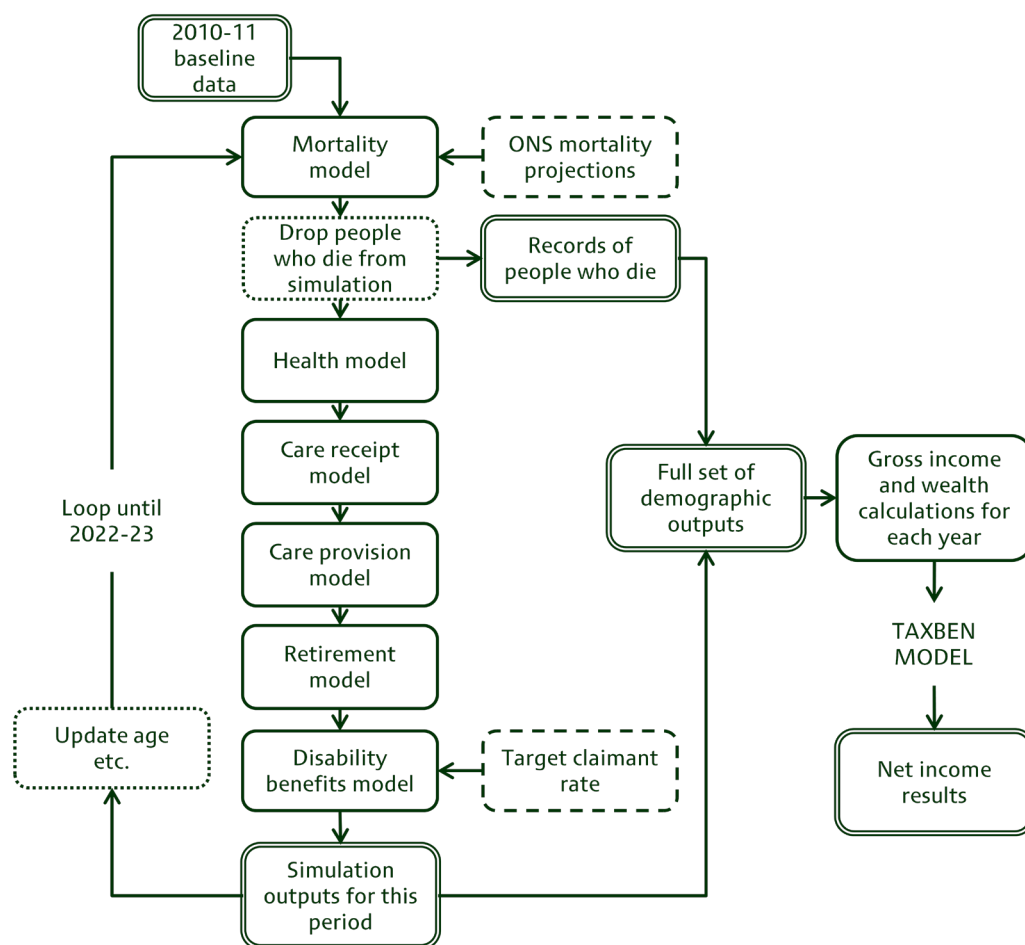 2010-11
baseline
data
Mortality
model
ONS mortality
projections
Drop people
who die from
simulation
Records of
people who die
Health model
Care receipt
model
Full set of
demographic
outputs
Gross income
and wealth
calculations for
each year
Loop until
2022-23
Care provision
model
TAXBEN
MODEL
Retirement
model
Update age
etc.
Disability
benefits model
Target claimant
rate
Net income
results
Simulation
outputs for this
period